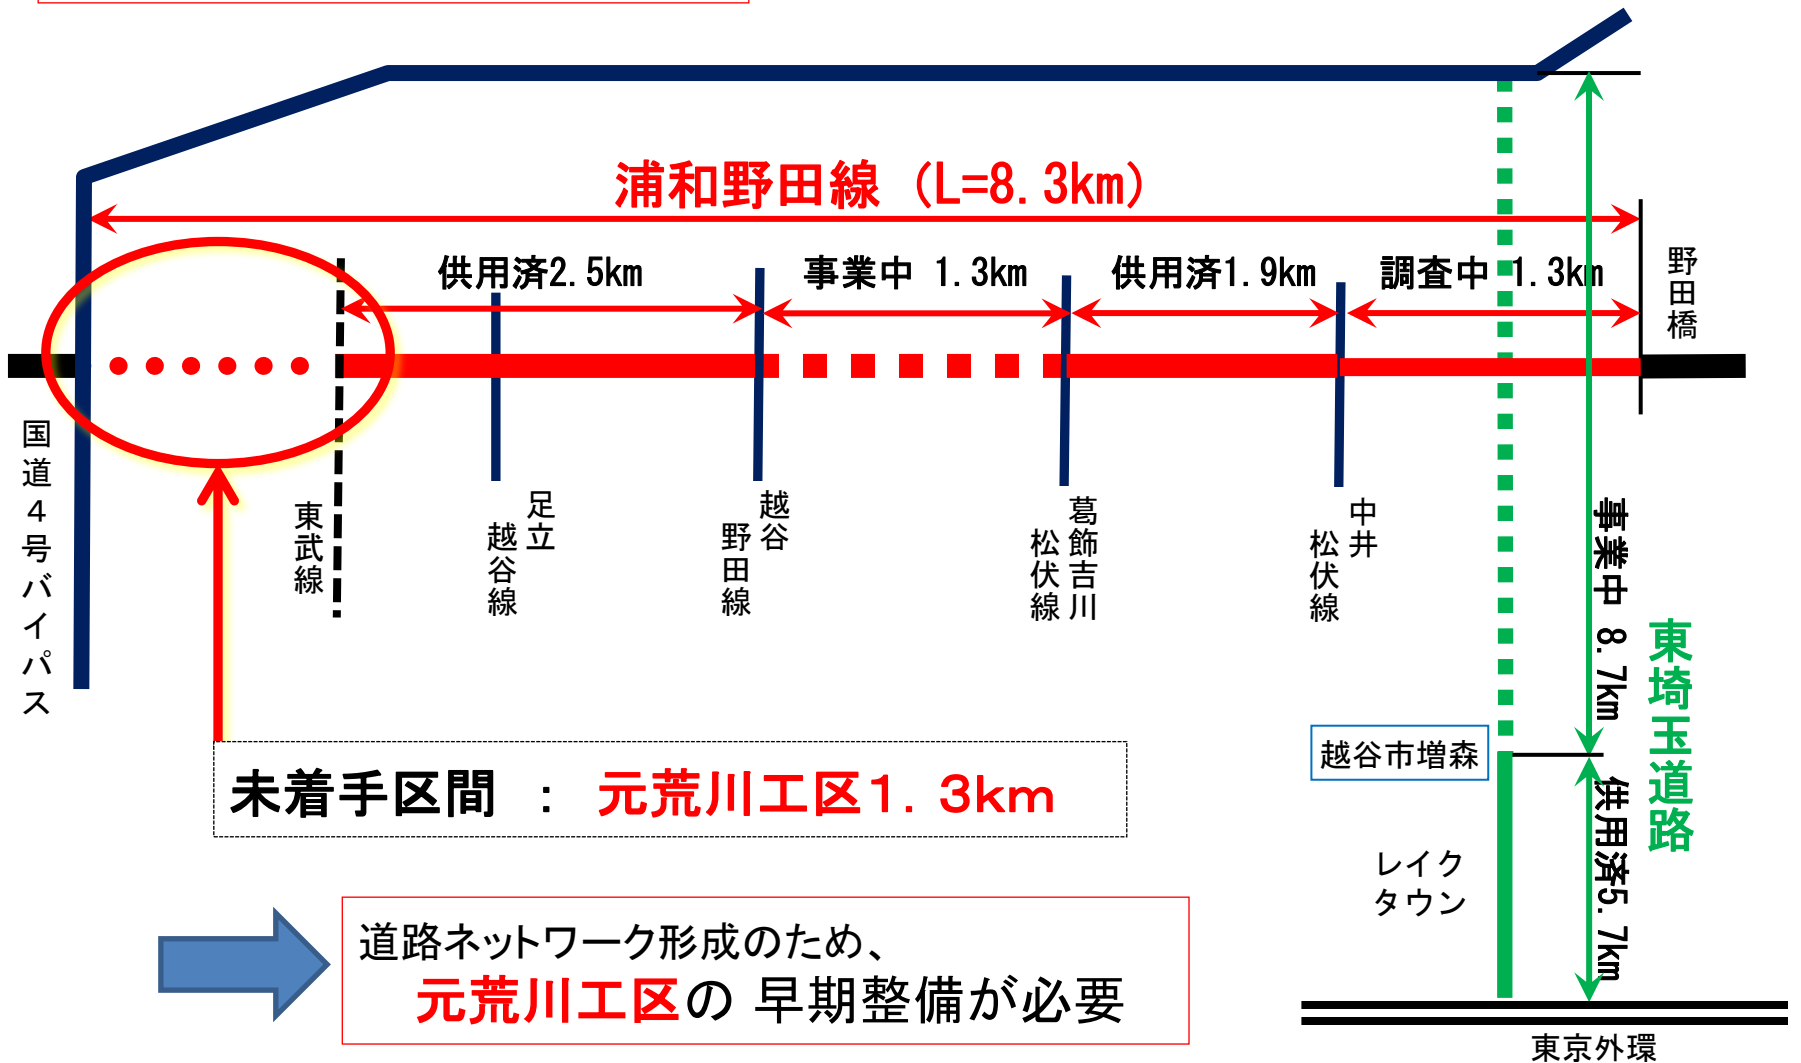 浦和野田線 (L=8.3km)
供用済2.5km
事業中 1.3km
供用済1.9km
調査中 1.3km
野田橋
国道４号バイパス
東武線
足立
越谷線
越谷
野田線
葛飾吉川
松伏線
中井
松伏線
事業中 8.7km
東埼玉道路
越谷市増森
供用済5.7km
レイク
タウン
東京外環
未着手区間 ： 元荒川工区１．３ｋｍ
道路ネットワーク形成のため、
元荒川工区の 早期整備が必要